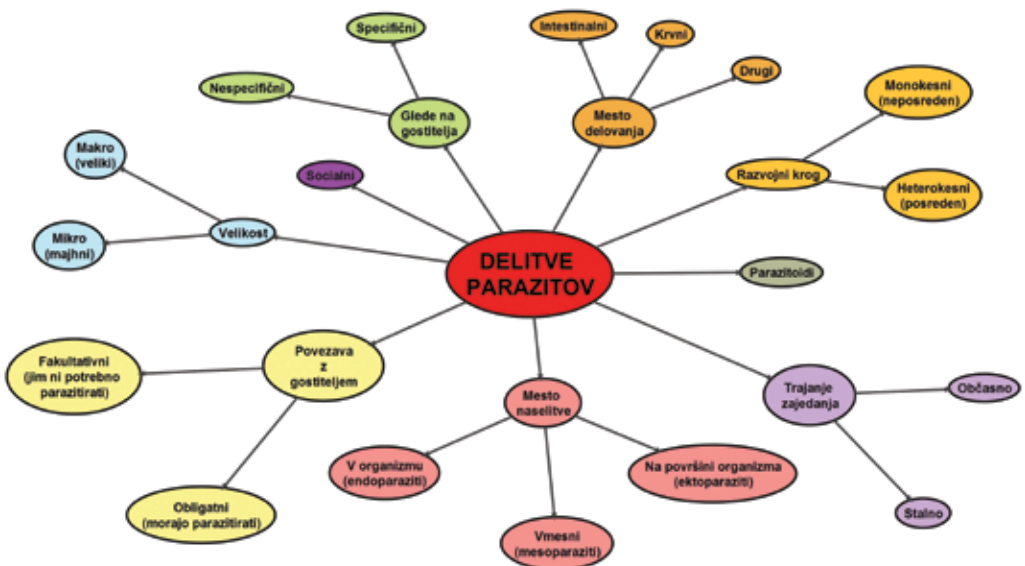 DELITVE
PARAZITOV
Specifični
Nespecifični
Glede na
gostitelja
Intestinalni
Krvni
Drugi
Mesto
delovanja
Monokesni
(neposreden)
Razvojni krog
Heterokesni
(posreden)
Makro
(veliki)
Socialni
Mikro
(majhni)
Velikost
Parazitoidi
Fakultativni
(jim ni potrebno
parazitirati)
Povezava
z
gostiteljem
Obligatni
(morajo parazitirati)
Mesto
naselitve
V organizmu
(endoparaziti)
Vmesni
(mesoparaziti)
Na površini organizma
(ektoparaziti)
Trajanje
zajedanja
Občasno
Stalno